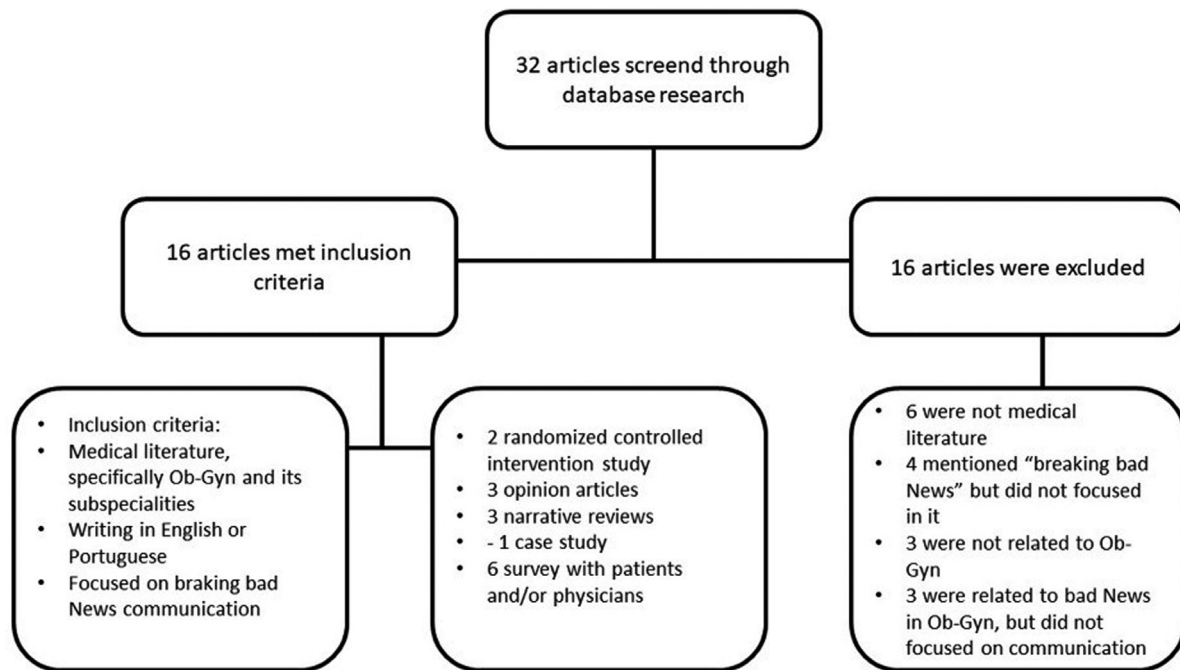 32 articles screend through
database research
16 articles met inclusion
criteria
16 articles were excluded
• Inclusion criteria:
• Medical literature,
specifically Ob-Gyn and its
subspecialities
• Writing in English or
Portuguese
• Focused on braking bad
News communication
• 2 randomized controlled
intervention study
• 3 opinion articles
• 3 narrative reviews
• - 1 case study
• 6 survey with patients
and/or physicians
• 6 were not medical
literature
• 4 mentioned “breaking bad
News” but did not focused
in it
• 3 were not related to Ob-
Gyn
• 3 were related to bad News
in Ob-Gyn, but did not
focused on communication